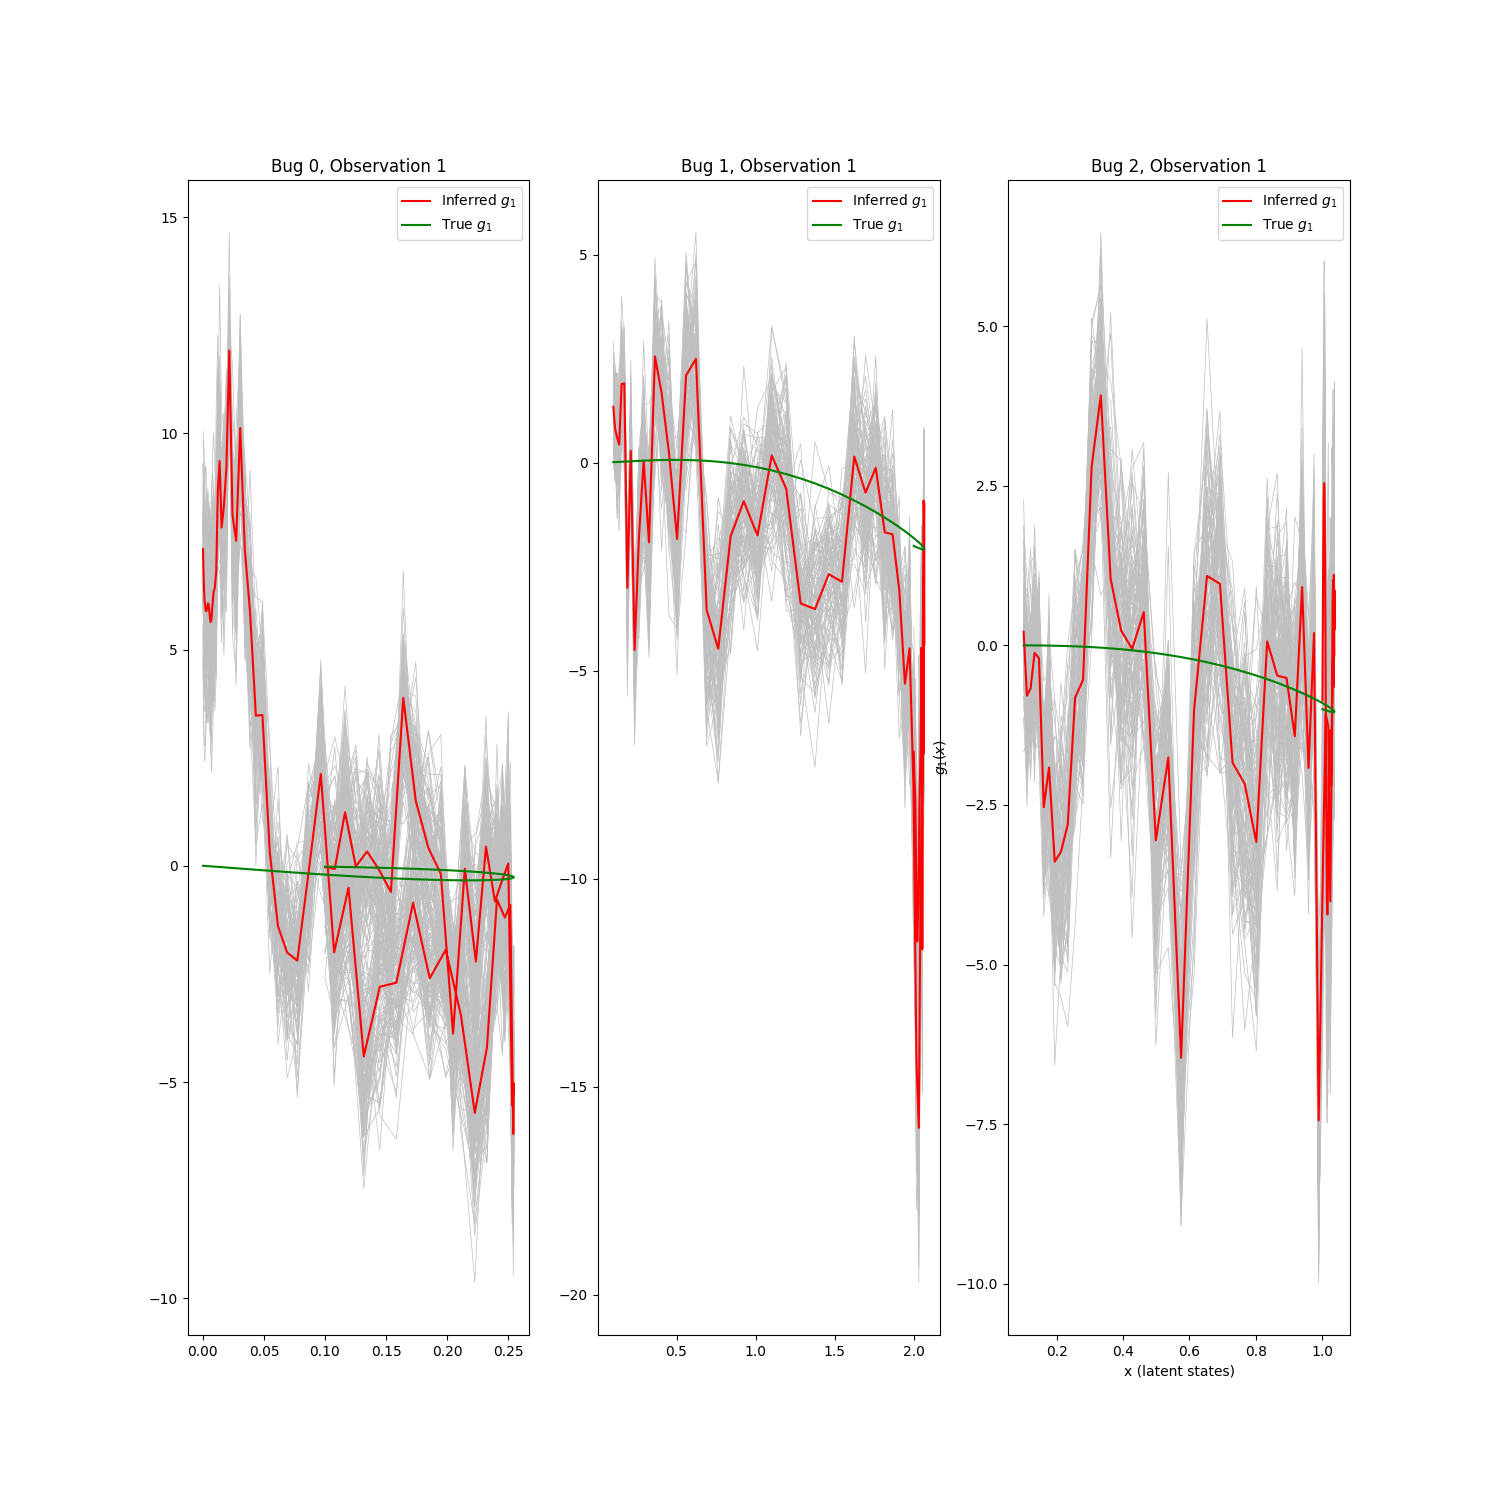 Bug 0, Observation 1
Inferred g₁
True g₁
15
10
5
0
−5
−10
0.00 0.05 0.10 0.15 0.20 0.25
Bug 1, Observation 1
Inferred g₁
True g₁
5
0
−5
−10
−15
−20
0.5 1.0 1.5 2.0
Bug 2, Observation 1
Inferred g₁
True g₁
g₁(x)
5.0
2.5
0.0
−2.5
−5.0
−7.5
−10.0
0.2 0.4 0.6 0.8 1.0
x (latent states)